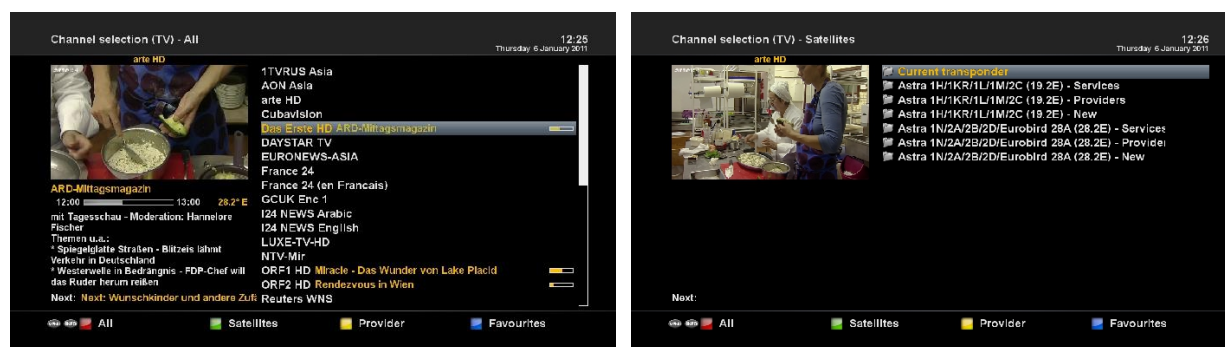 Channel selection (TV) - All
12:25
Thursday 6 January 2011
arte HD
ARD-Mittagsmagazin
12:00 13:00 28.2° E
mit Tagesschau - Moderation: Hannelore
Fischer
Themen u.a.:
* Spiegelglatte Straßen - Blitzeis lähmt
Verkehr in Deutschland
* Westerwelle in Bedrängnis - FDP-Chef will
das Ruder herum reißen
Next: Next: Wunschkinder und andere Zufä
1TVRUS Asia
AON Asia
arte HD
Cubavision
Das Erste HD ARD-Mittagsmagazin
DAYSTAR TV
EURONEWS-ASIA
France 24
France 24 (en Francais)
GCUK Enc 1
I24 NEWS Arabic
I24 NEWS English
LUXE-TV-HD
NTV-Mir
ORF1 HD Miracle - Das Wunder von Lake Placid
ORF2 HD Rendezvous in Wien
Reuters WNS
All
Satellites
Provider
Favourites
Channel selection (TV) - Satellites
12:26
Thursday 6 January 2011
arte HD
Current transponder
Astra 1H/1KR/1L/1M/2C (19.2E) - Services
Astra 1H/1KR/1L/1M/2C (19.2E) - Providers
Astra 1H/1KR/1L/1M/2C (19.2E) - New
Astra 1N/2A/2B/2D/Eurobird 28A (28.2E) - Services
Astra 1N/2A/2B/2D/Eurobird 28A (28.2E) - Provider
Astra 1N/2A/2B/2D/Eurobird 28A (28.2E) - New
Next:
All
Satellites
Provider
Favourites